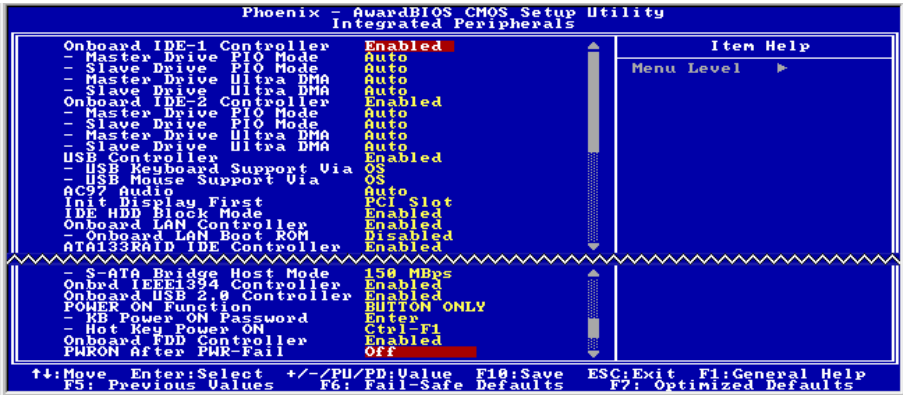 Phoenix - AwardBIOS CMOS Setup Utility
Integrated Peripherals
Onboard IDE-1 Controller Enabled
- Master Drive PIO Mode Auto
- Slave Drive PIO Mode Auto
- Master Drive Ultra DMA Auto
- Slave Drive Ultra DMA Auto
Onboard IDE-2 Controller Enabled
- Master Drive PIO Mode Auto
- Slave Drive PIO Mode Auto
- Master Drive Ultra DMA Auto
- Slave Drive Ultra DMA Auto
USB Controller Enabled
- USB Keyboard Support Via OS
- USB Mouse Support Via OS
AC97 Audio Auto
Init Display First PCI Slot
IDE HDD Block Mode Enabled
Onboard LAN Controller Enabled
- Onboard LAN Boot ROM Disabled
ATA133RAID IDE Controller Enabled
- S-ATA Bridge Host Mode 150 MBps
Onbrd IEEE1394 Controller Enabled
Onboard USB 2.0 Controller Enabled
POWER ON Function BUTTON ONLY
- KB Power ON Password Enter
- Hot Key Power ON Ctrl-F1
Onboard FDD Controller Enabled
PWRON After PWR-Fail Off
Item Help
Menu Level ►
↑↓:Move Enter:Select +/-/PU/PD:Value F10:Save ESC:Exit F1:General Help
F5: Previous Values F6: Fail-Safe Defaults F7: Optimized Defaults